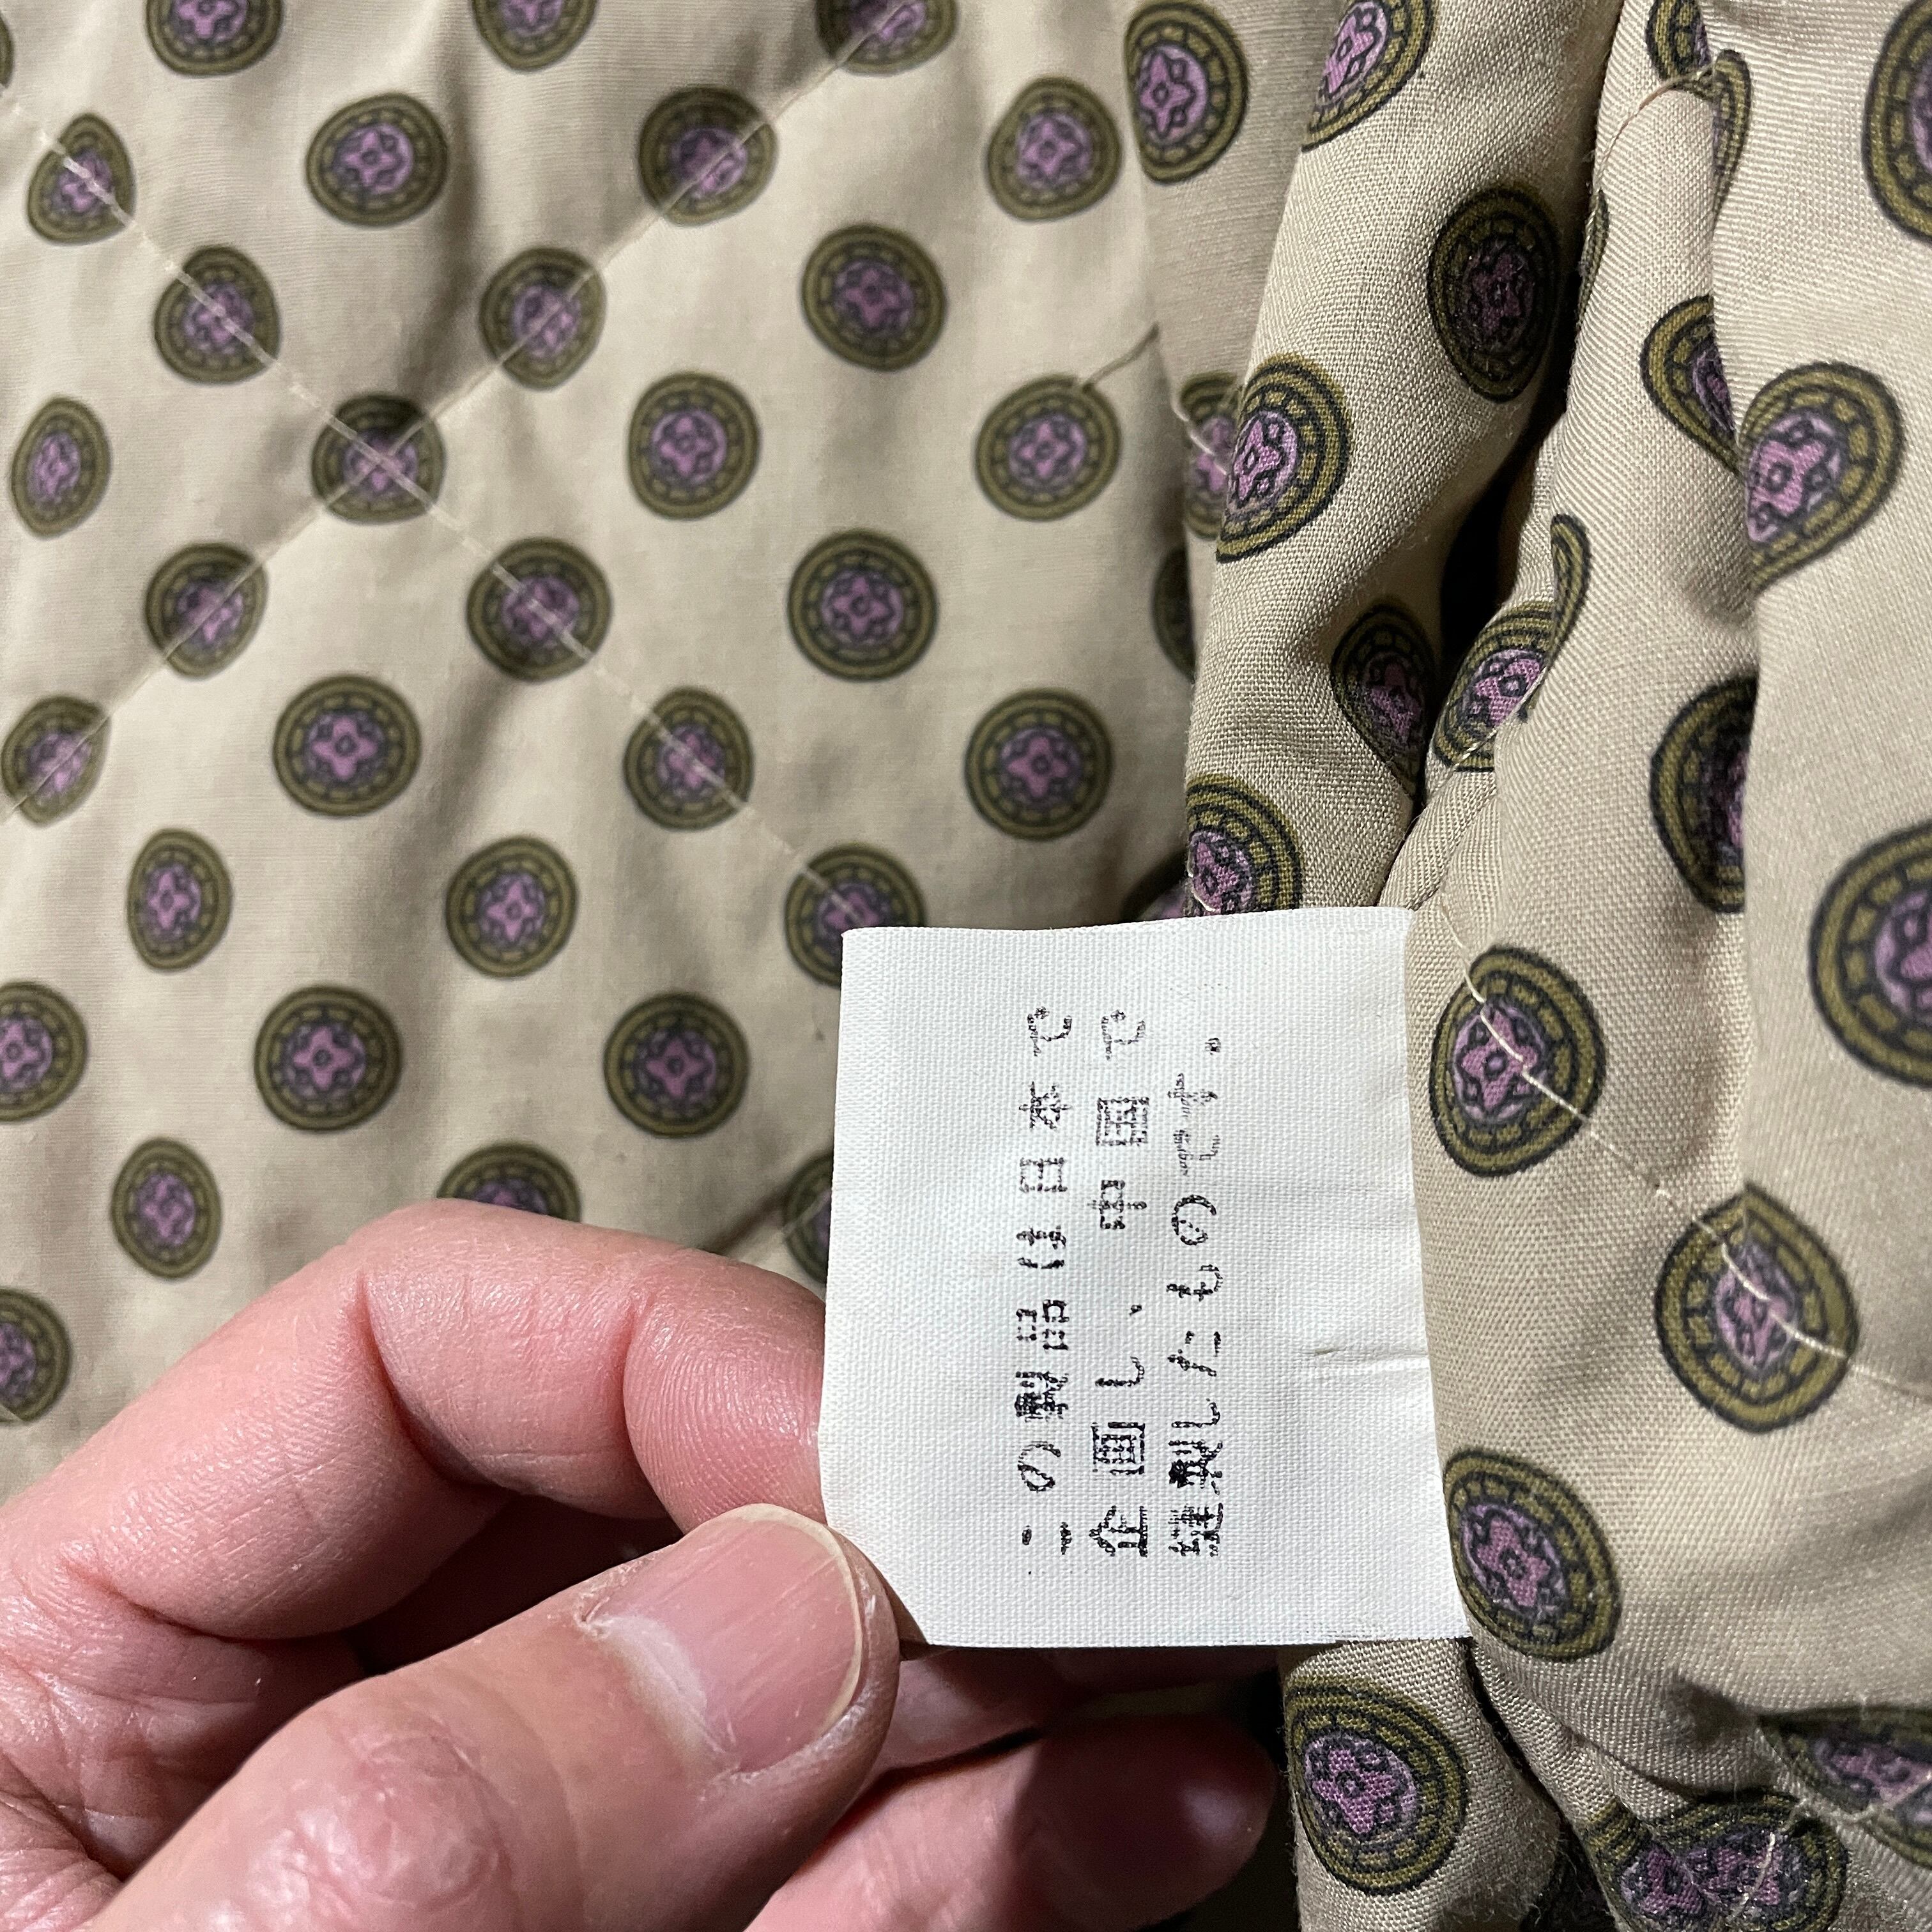 この製品は日本で
企画し、中国で
縫製したものです.